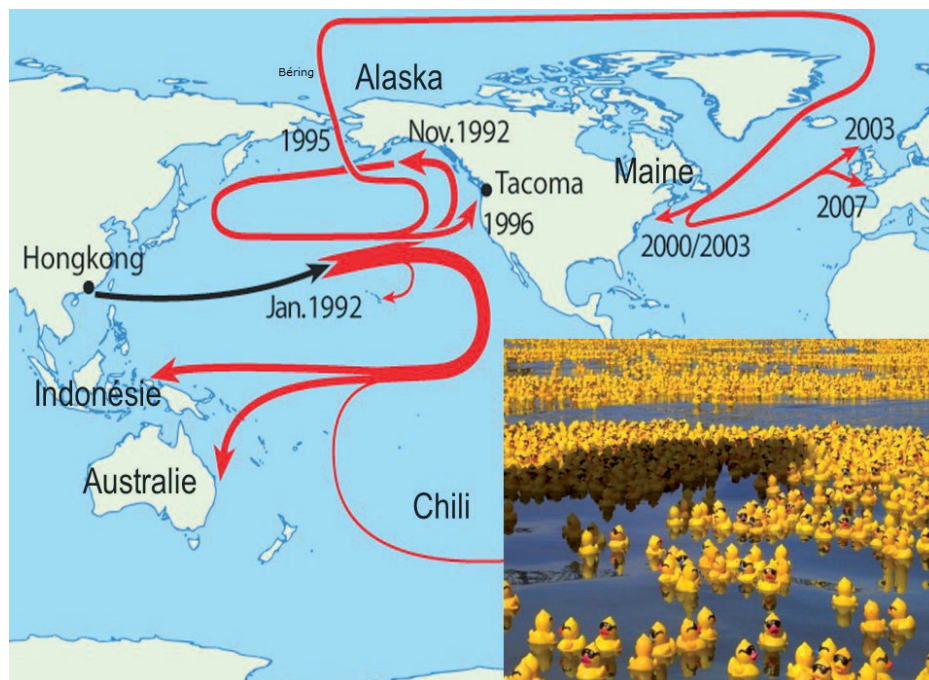 Béring
Alaska
1995
Nov.1992
2003
Maine
Tacoma
2007
1996
2000/2003
Hongkong
Jan.1992
Indonésie
Australie
Chili